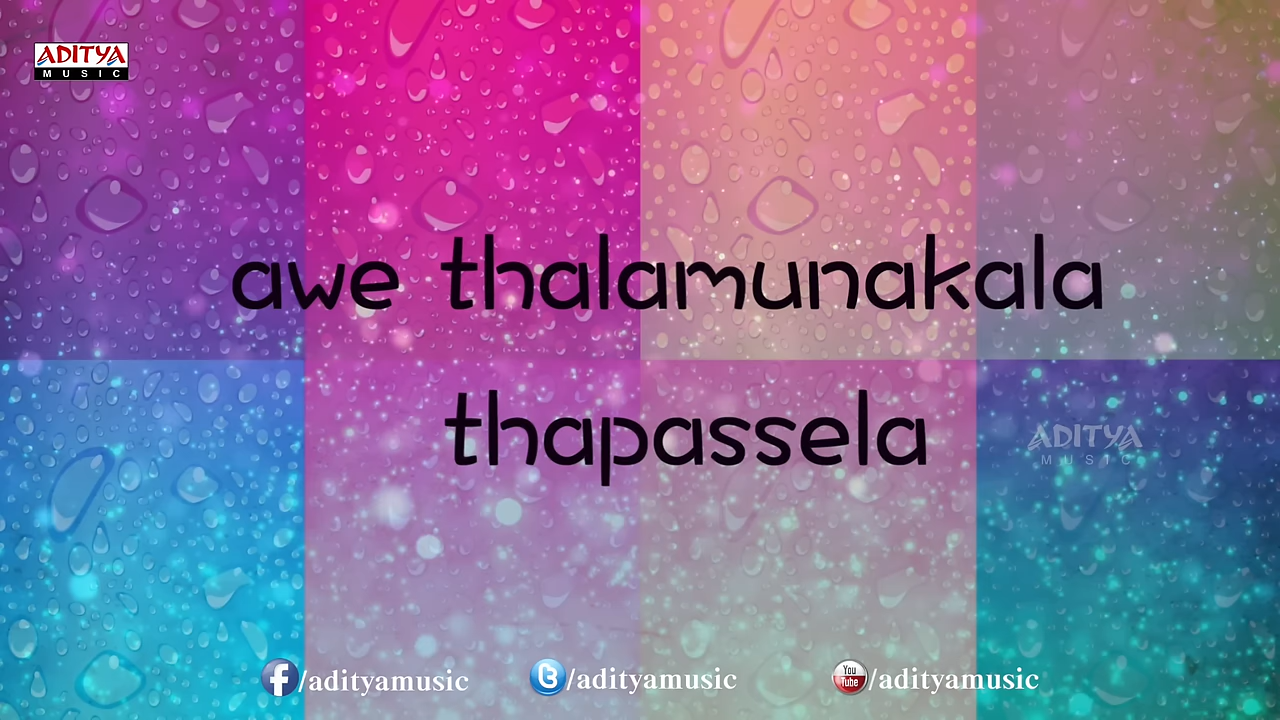 ADITYA
MUSIC
awe thalamunakala
thapassela
ADITYA
MUSIC
f/adityamusic
t/adityamusic
You Tube/adityamusic